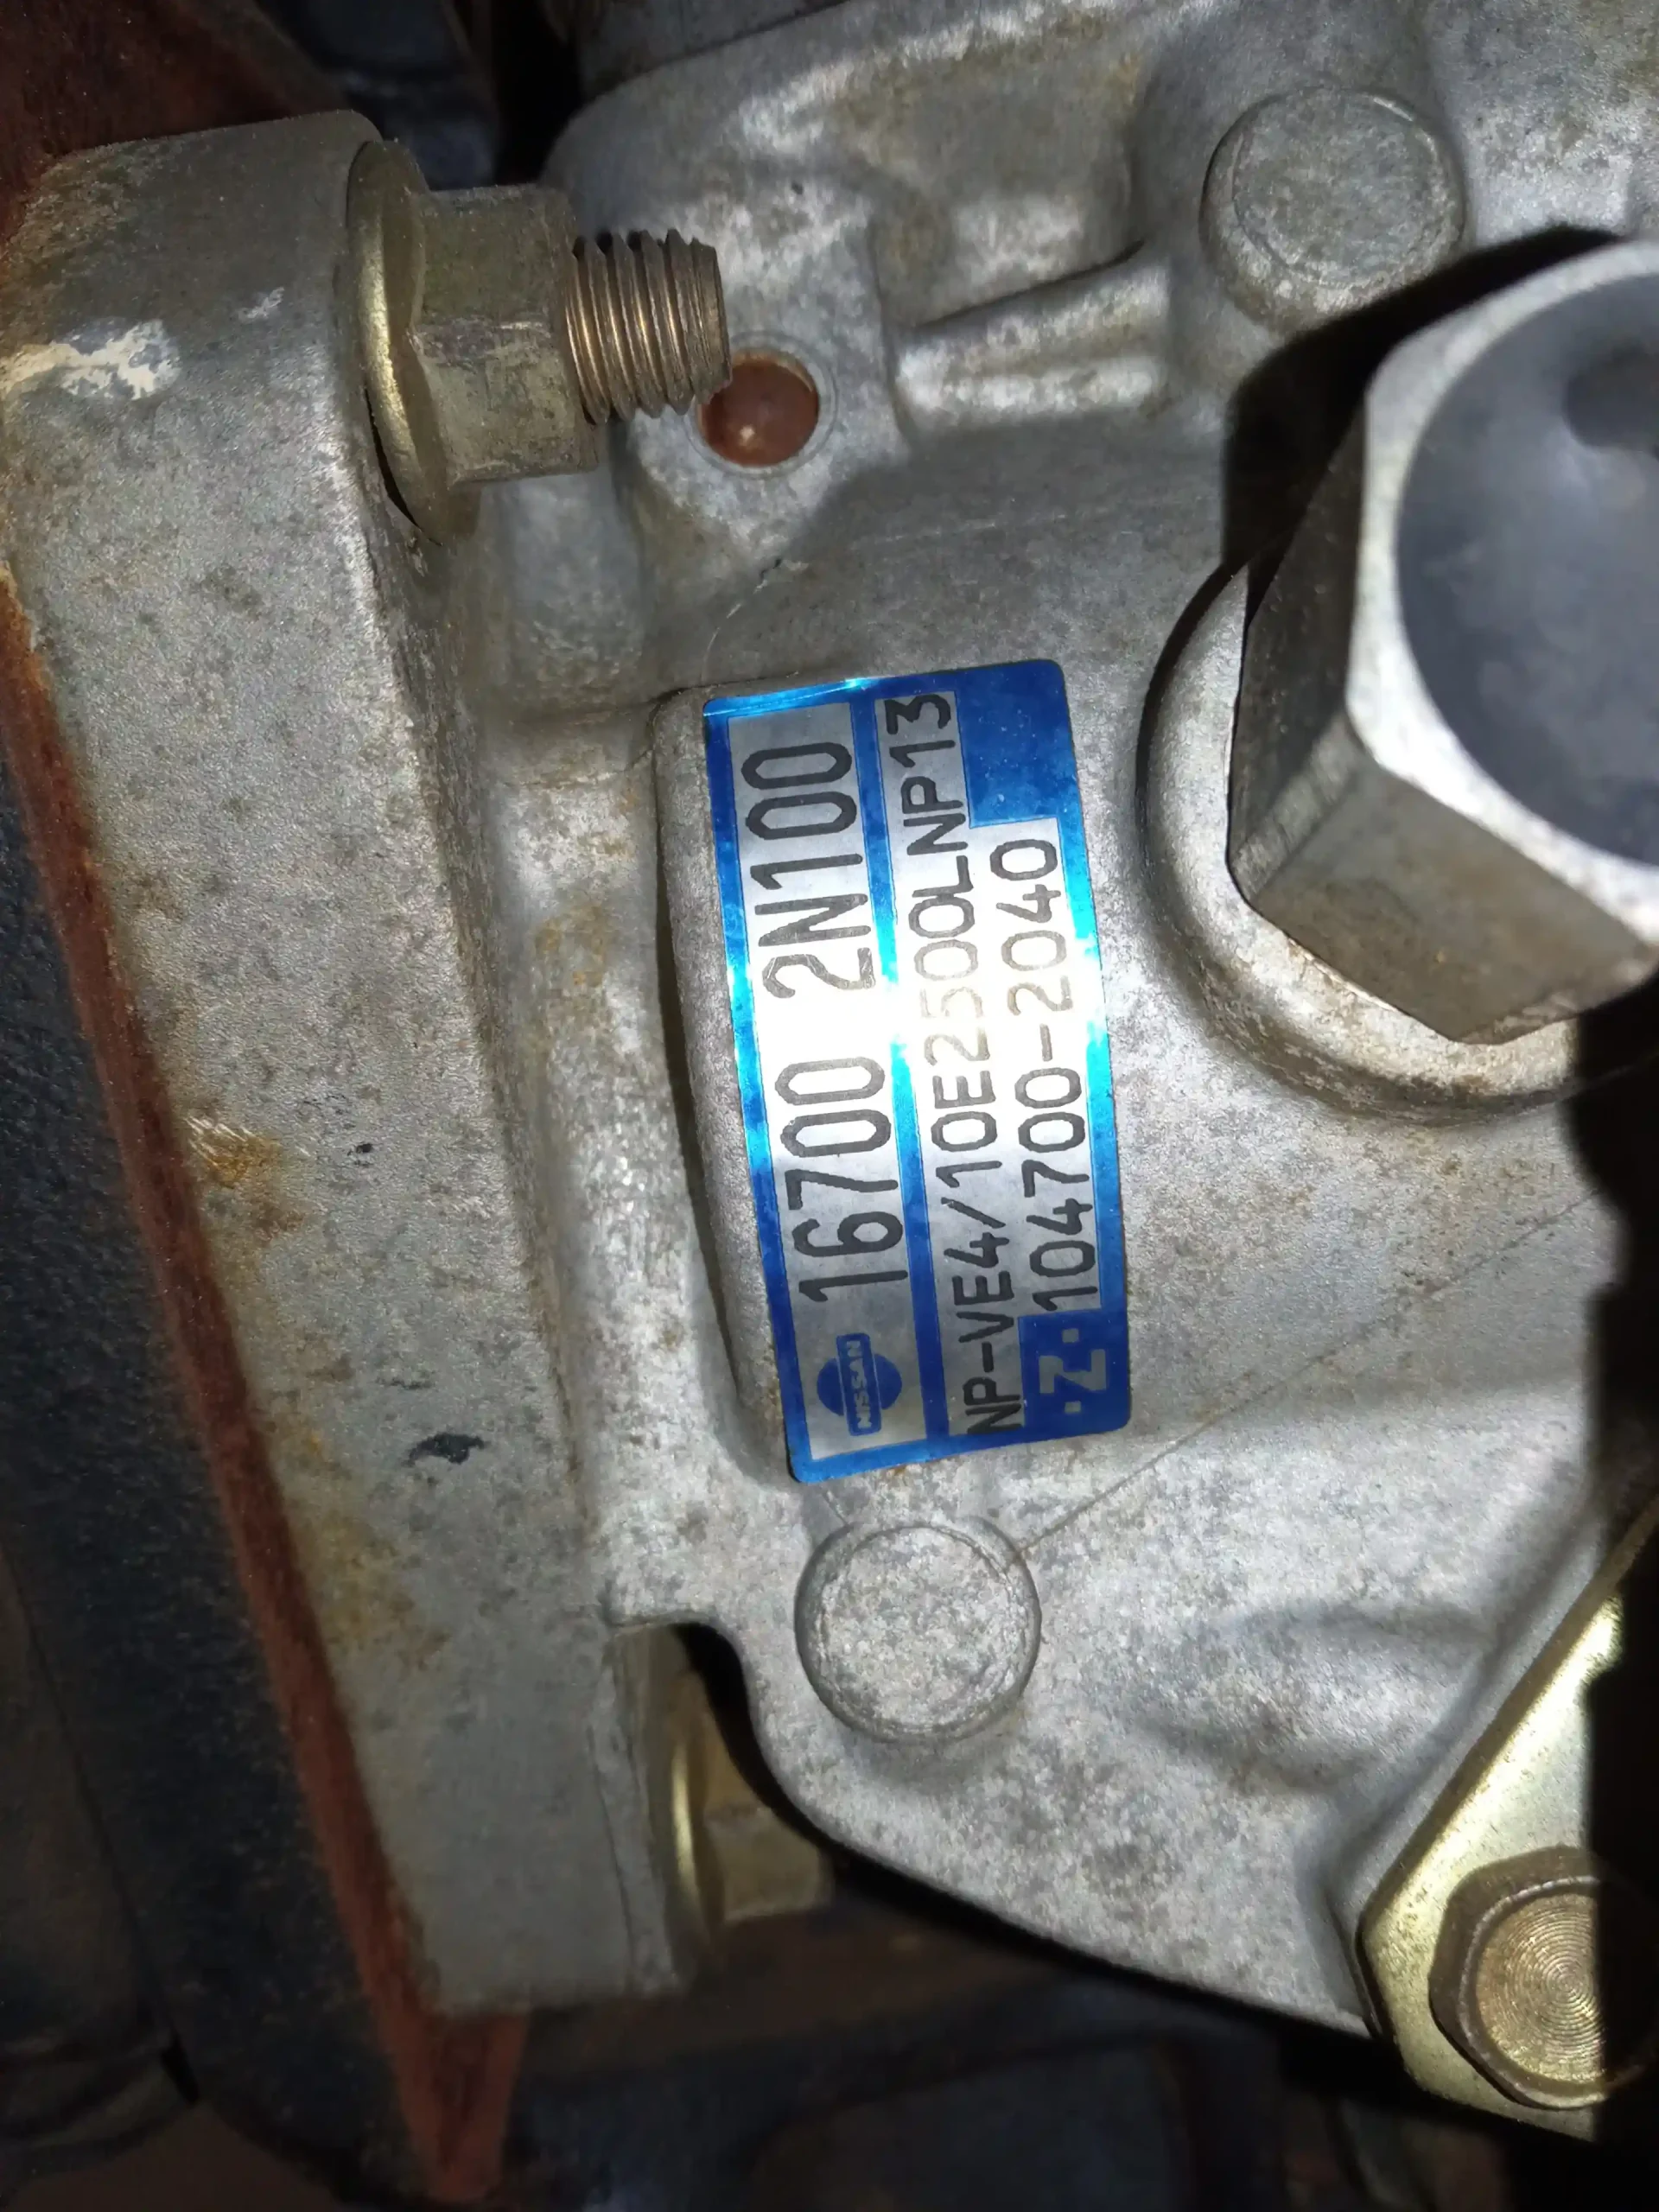 NISSAN 16700 2N100
NP-VE4/10E2500LNP13
·Z· 104700-2040